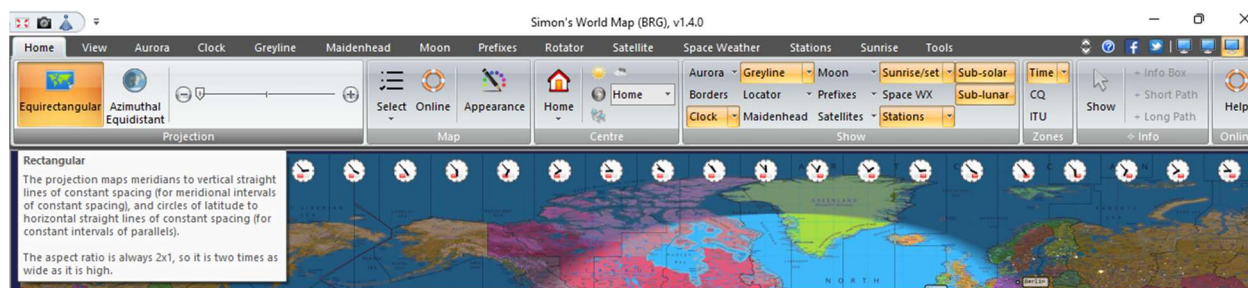 Simon's World Map (BRG), v1.4.0
Home View Aurora Clock Greyline Maidenhead Moon Prefixes Rotator Satellite Space Weather Stations Sunrise Tools
Equirectangular
Azimuthal
Equidistant
Projection
Select Online Appearance
Map
Home
Home
Centre
Aurora Greyline Moon Sunrise/set Sub-solar
Borders Locator Prefixes Space WX Sub-lunar
Clock Maidenhead Satellites Stations
Show
Time
CQ
ITU
Zones
Show
+ Info Box
+ Short Path
+ Long Path
+ Info
Help
Onlin
Rectangular
The projection maps meridians to vertical straight
lines of constant spacing (for meridional intervals
of constant spacing), and circles of latitude to
horizontal straight lines of constant spacing (for
constant intervals of parallels).
The aspect ratio is always 2x1, so it is two times as
wide as it is high.
GREENLAND
NORTH
Berlin